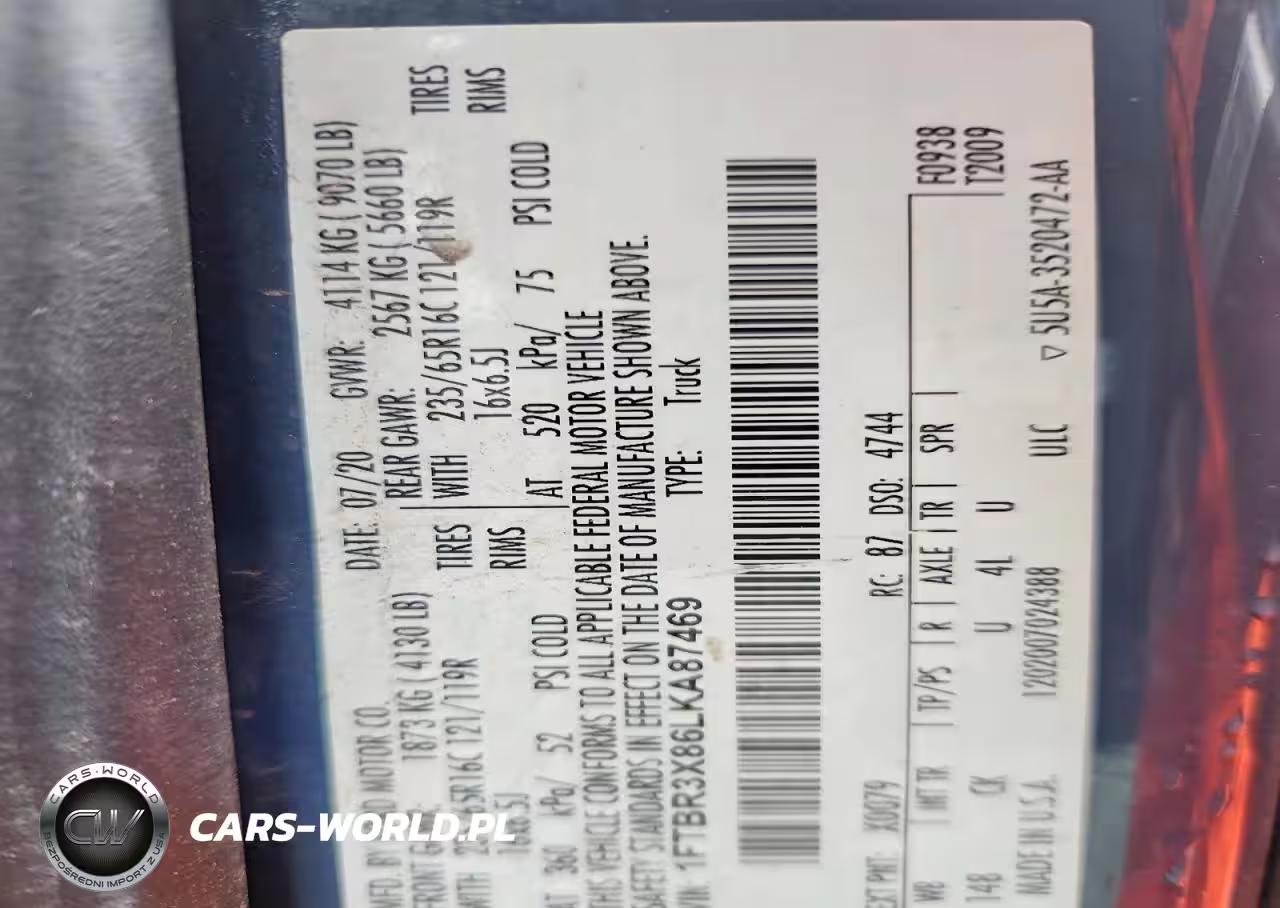 MFD. BY FORD MOTOR CO.
DATE: 07/20 GVWR: 4114 KG ( 9070 LB)
FRONT GAWR: 1873 KG ( 4130 LB)
REAR GAWR: 2567 KG ( 5660 LB)
WITH 235/65R16C 121/119R TIRES
WITH 235/65R16C 121/119R TIRES
16x6.5J RIMS
16x6.5J RIMS
AT 360 kPa/ 52 PSI COLD
AT 520 kPa/ 75 PSI COLD
THIS VEHICLE CONFORMS TO ALL APPLICABLE FEDERAL MOTOR VEHICLE
SAFETY STANDARDS IN EFFECT ON THE DATE OF MANUFACTURE SHOWN ABOVE.
VIN: 1FTBR3X86LKA87469 TYPE: Truck
EXT PNT: X0079 RC: 87 DSO: 4744
WB INT TR TP/PS R AXLE TR SPR F0938
148 CK U 4L U T2009
MADE IN U.S.A. 1202007024388 ULC ▽ 5U5A-3520472-AA
CARS-WORLD
CW
BEZPOŚREDNI IMPORT Z USA
CARS-WORLD.PL